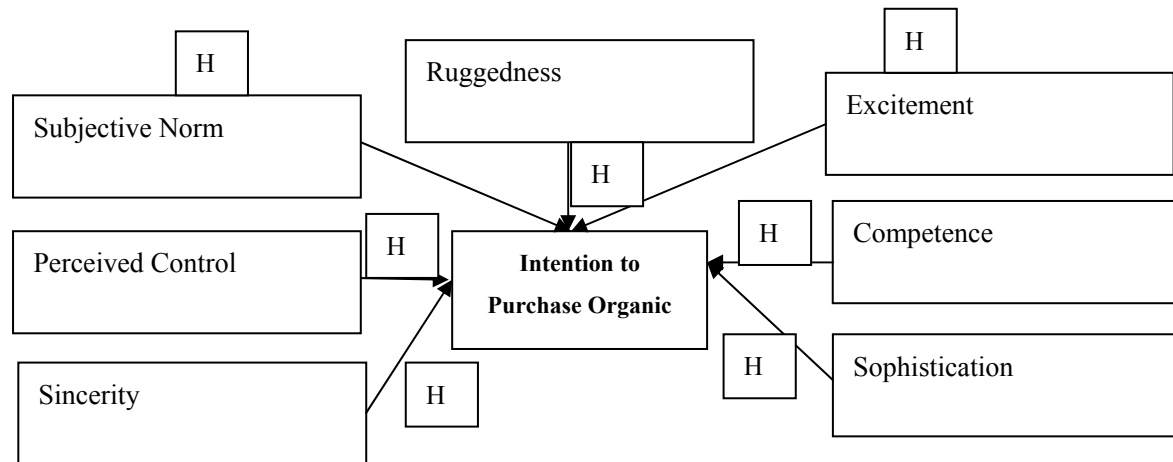 H
H
Ruggedness
Excitement
Subjective Norm
H
H
H
Perceived Control
Competence
Intention to
Purchase Organic
H
H
Sophistication
Sincerity